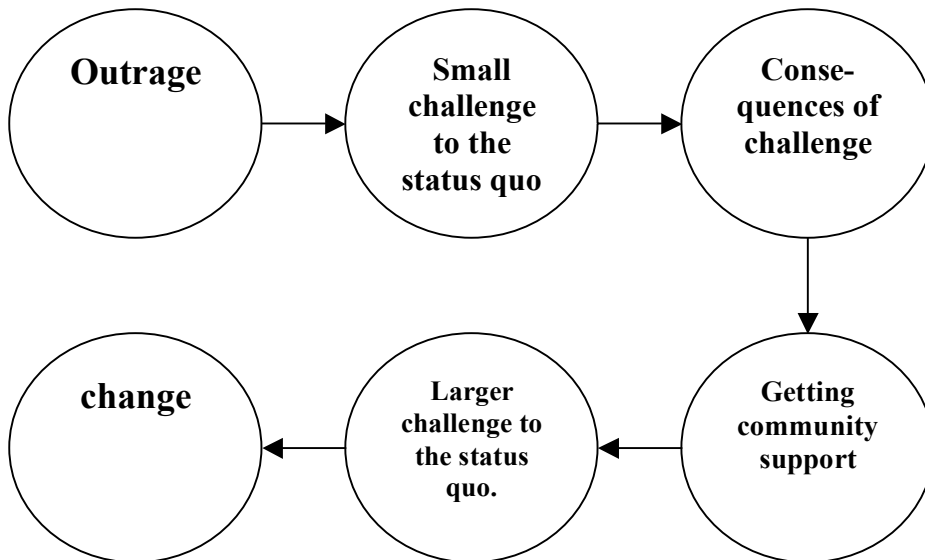 Outrage
Small
challenge
to the
status quo
Conse-
quences of
challenge
Getting
community
support
Larger
challenge to
the status
quo.
change